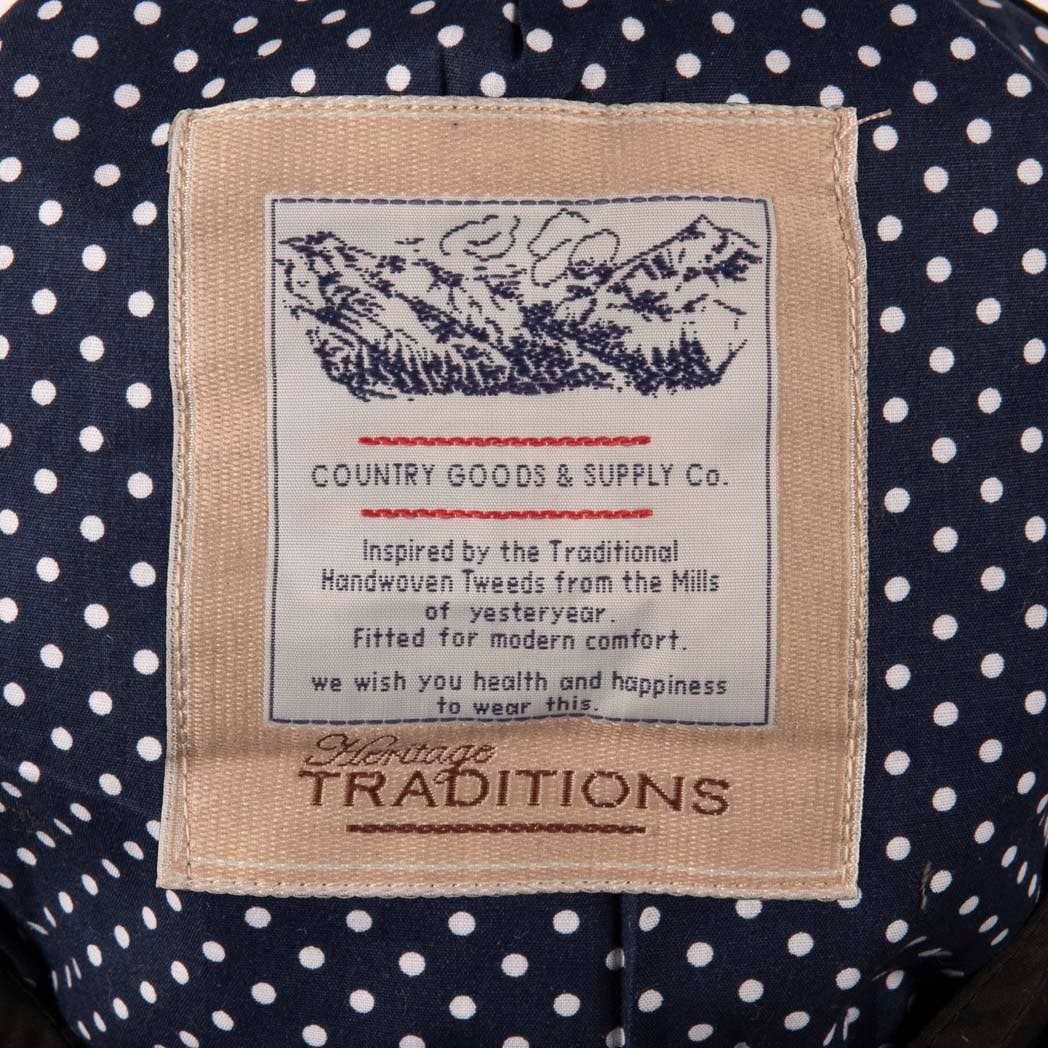 COUNTRY GOODS & SUPPLY Co.
Inspired by the Traditional
Handwoven Tweeds from the Mills
of yesteryear.
Fitted for modern comfort.
we wish you health and happiness
to wear this.
Heritage
TRADITIONS